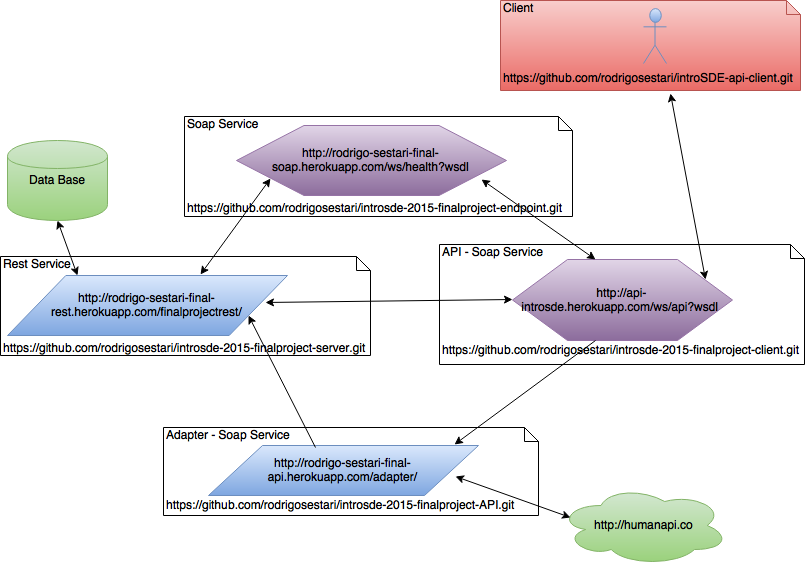 Client
https://github.com/rodrigosestari/introSDE-api-client.git
Soap Service
http://rodrigo-sestari-final-
soap.herokuapp.com/ws/health?wsdl
https://github.com/rodrigosestari/introsde-2015-finalproject-endpoint.git
Data Base
Rest Service
http://rodrigo-sestari-final-
rest.herokuapp.com/finalprojectrest/
https://github.com/rodrigosestari/introsde-2015-finalproject-server.git
API - Soap Service
http://api-
introsde.herokuapp.com/ws/api?wsdl
https://github.com/rodrigosestari/introsde-2015-finalproject-client.git
Adapter - Soap Service
http://rodrigo-sestari-final-
api.herokuapp.com/adapter/
https://github.com/rodrigosestari/introsde-2015-finalproject-API.git
http://humanapi.co